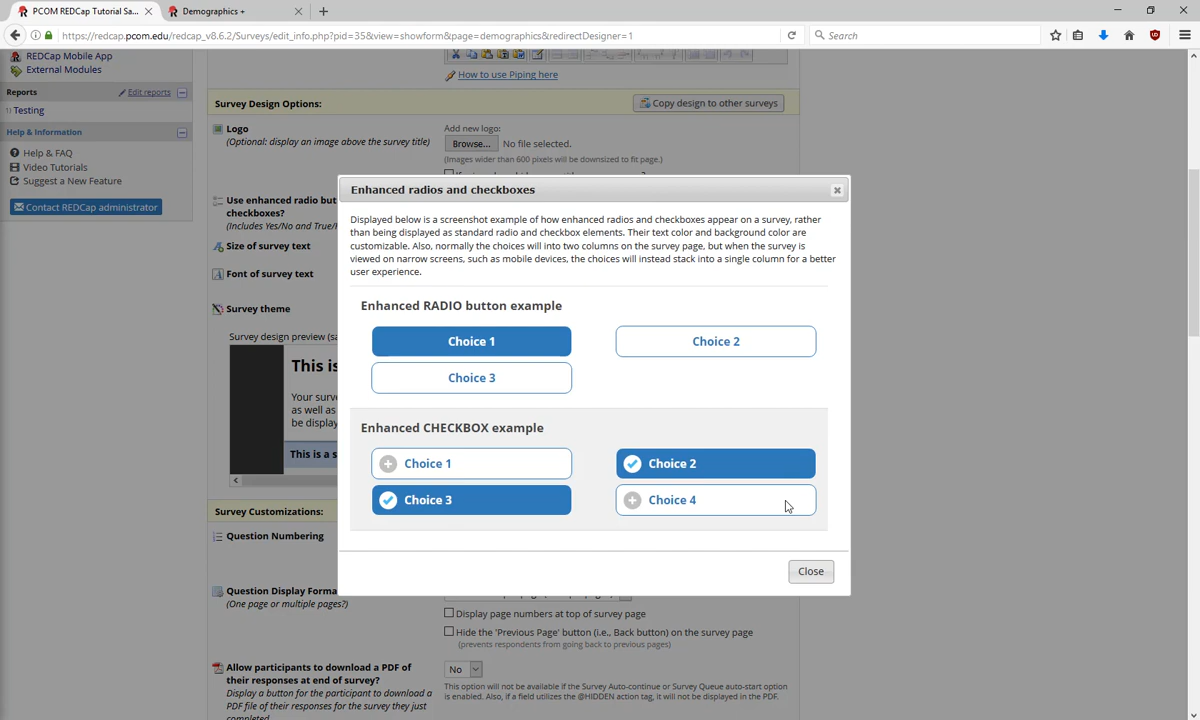 PCOM REDCap Tutorial Sa...
Demographics +
https://redcap.pcom.edu/redcap_v8.6.2/Surveys/edit_info.php?pid=35&view=showform&page=demographics&redirectDesigner=1
Search
REDCap Mobile App
External Modules
Reports
Edit reports
1) Testing
Help & Information
Help & FAQ
Video Tutorials
Suggest a New Feature
Contact REDCap administrator
How to use Piping here
Survey Design Options:
Copy design to other surveys
Logo
(Optional: display an image above the survey title)
Add new logo:
Browse...
No file selected.
(Images wider than 600 pixels will be downsized to fit page.)
Use enhanced radio but
checkboxes?
(Includes Yes/No and True/F
Size of survey text
Font of survey text
Survey theme
Survey design preview (sa
This is
Your surv
as well as
be display
This is a s
Enhanced radios and checkboxes
Displayed below is a screenshot example of how enhanced radios and checkboxes appear on a survey, rather
than being displayed as standard radio and checkbox elements. Their text color and background color are
customizable. Also, normally the choices will into two columns on the survey page, but when the survey is
viewed on narrow screens, such as mobile devices, the choices will instead stack into a single column for a better
user experience.
Enhanced RADIO button example
Choice 1
Choice 2
Choice 3
Enhanced CHECKBOX example
Choice 1
Choice 2
Choice 3
Choice 4
Close
Survey Customizations:
Question Numbering
Question Display Forma
(One page or multiple pages?)
Display page numbers at top of survey page
Hide the 'Previous Page' button (i.e., Back button) on the survey page
(prevents respondents from going back to previous pages)
Allow participants to download a PDF of
their responses at end of survey?
Display a button for the participant to download a
PDF file of their responses for the survey they just
completed.
No
This option will not be available if the Survey Auto-continue or Survey Queue auto-start option
is enabled. Also, if a field utilizes the @HIDDEN action tag, it will not be displayed in the PDF.